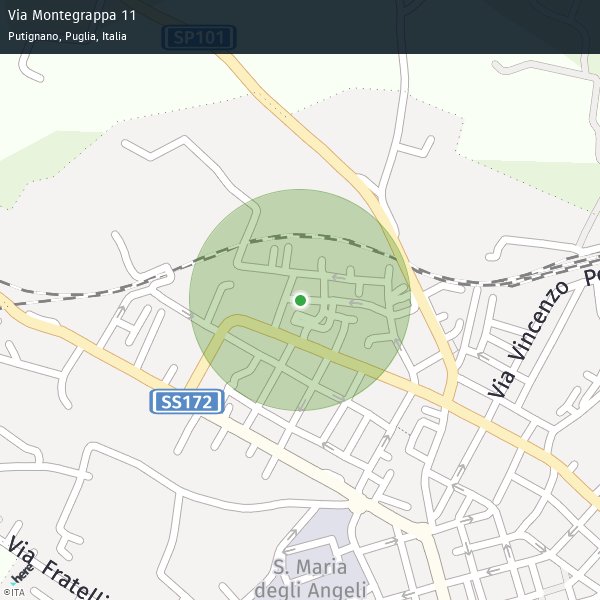 Via Montegrappa 11
Putignano, Puglia, Italia
SP101
Via Vincenzo
Po
SS172
S. Maria
degli Angeli
Via Fratelli
here
©ITA